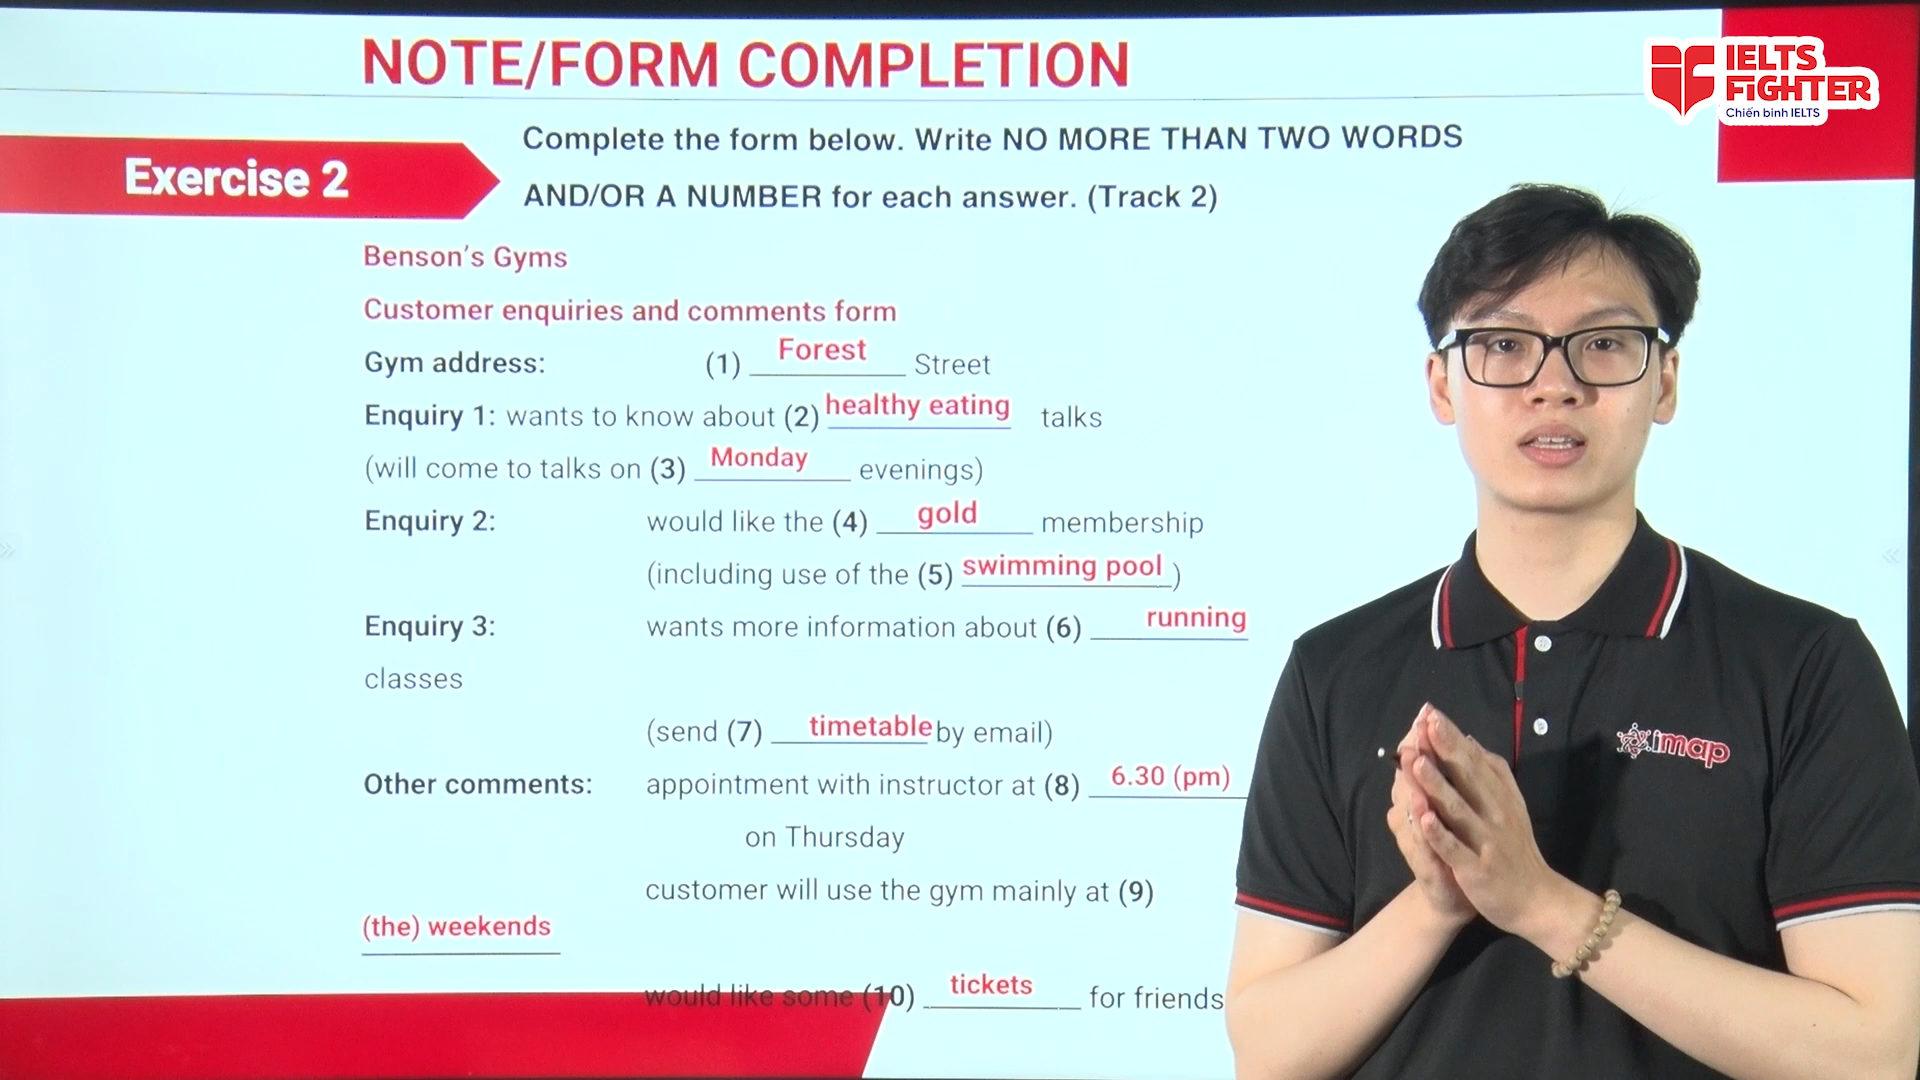 NOTE/FORM COMPLETION
IELTS
FIGHTER
Chiến binh IELTS
Exercise 2
Complete the form below. Write NO MORE THAN TWO WORDS
AND/OR A NUMBER for each answer. (Track 2)
Benson's Gyms
Customer enquiries and comments form
Gym address: (1) Forest Street
Enquiry 1: wants to know about (2) healthy eating talks
(will come to talks on (3) Monday evenings)
Enquiry 2: would like the (4) gold membership
(including use of the (5) swimming pool)
Enquiry 3: wants more information about (6) running
classes
(send (7) timetable by email)
Other comments: appointment with instructor at (8) 6.30 (pm)
on Thursday
customer will use the gym mainly at (9)
(the) weekends
would like some (10) tickets for friends
imap